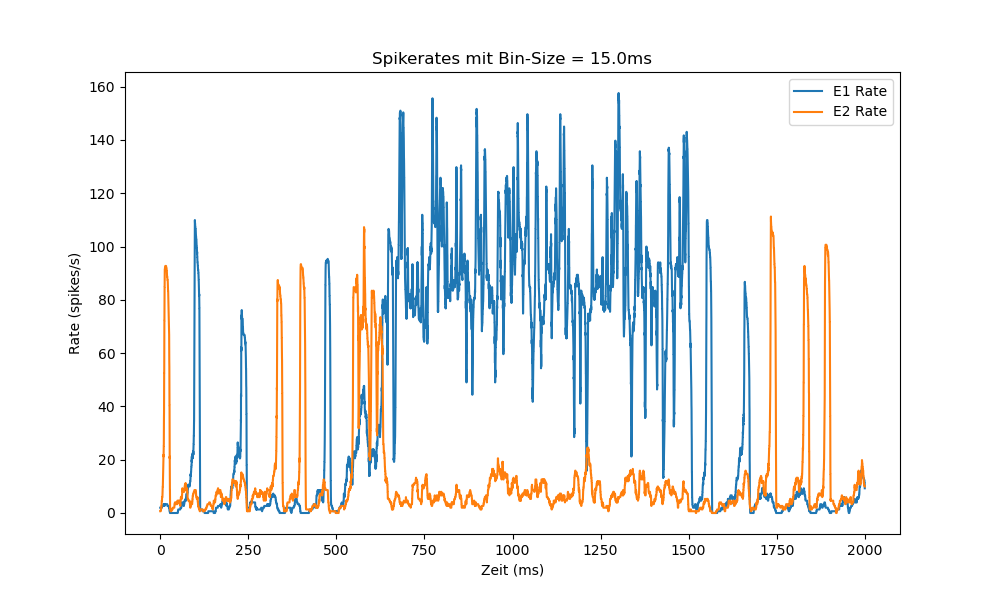 Spikerates mit Bin-Size = 15.0ms
E1 Rate
E2 Rate
Rate (spikes/s)
160
140
120
100
80
60
40
20
0
0 250 500 750 1000 1250 1500 1750 2000
Zeit (ms)